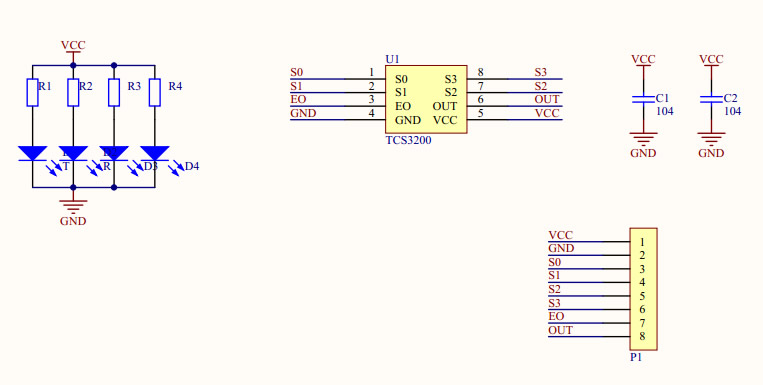 VCC
R1 R2 R3 R4
T R D3 D4
GND
U1
S0 1 S0 S3 8 S3
S1 2 S1 S2 7 S2
EO 3 EO OUT 6 OUT
GND 4 GND VCC 5 VCC
TCS3200
VCC VCC
C1 C2
104 104
GND GND
VCC 1
GND 2
S0 3
S1 4
S2 5
S3 6
EO 7
OUT 8
P1